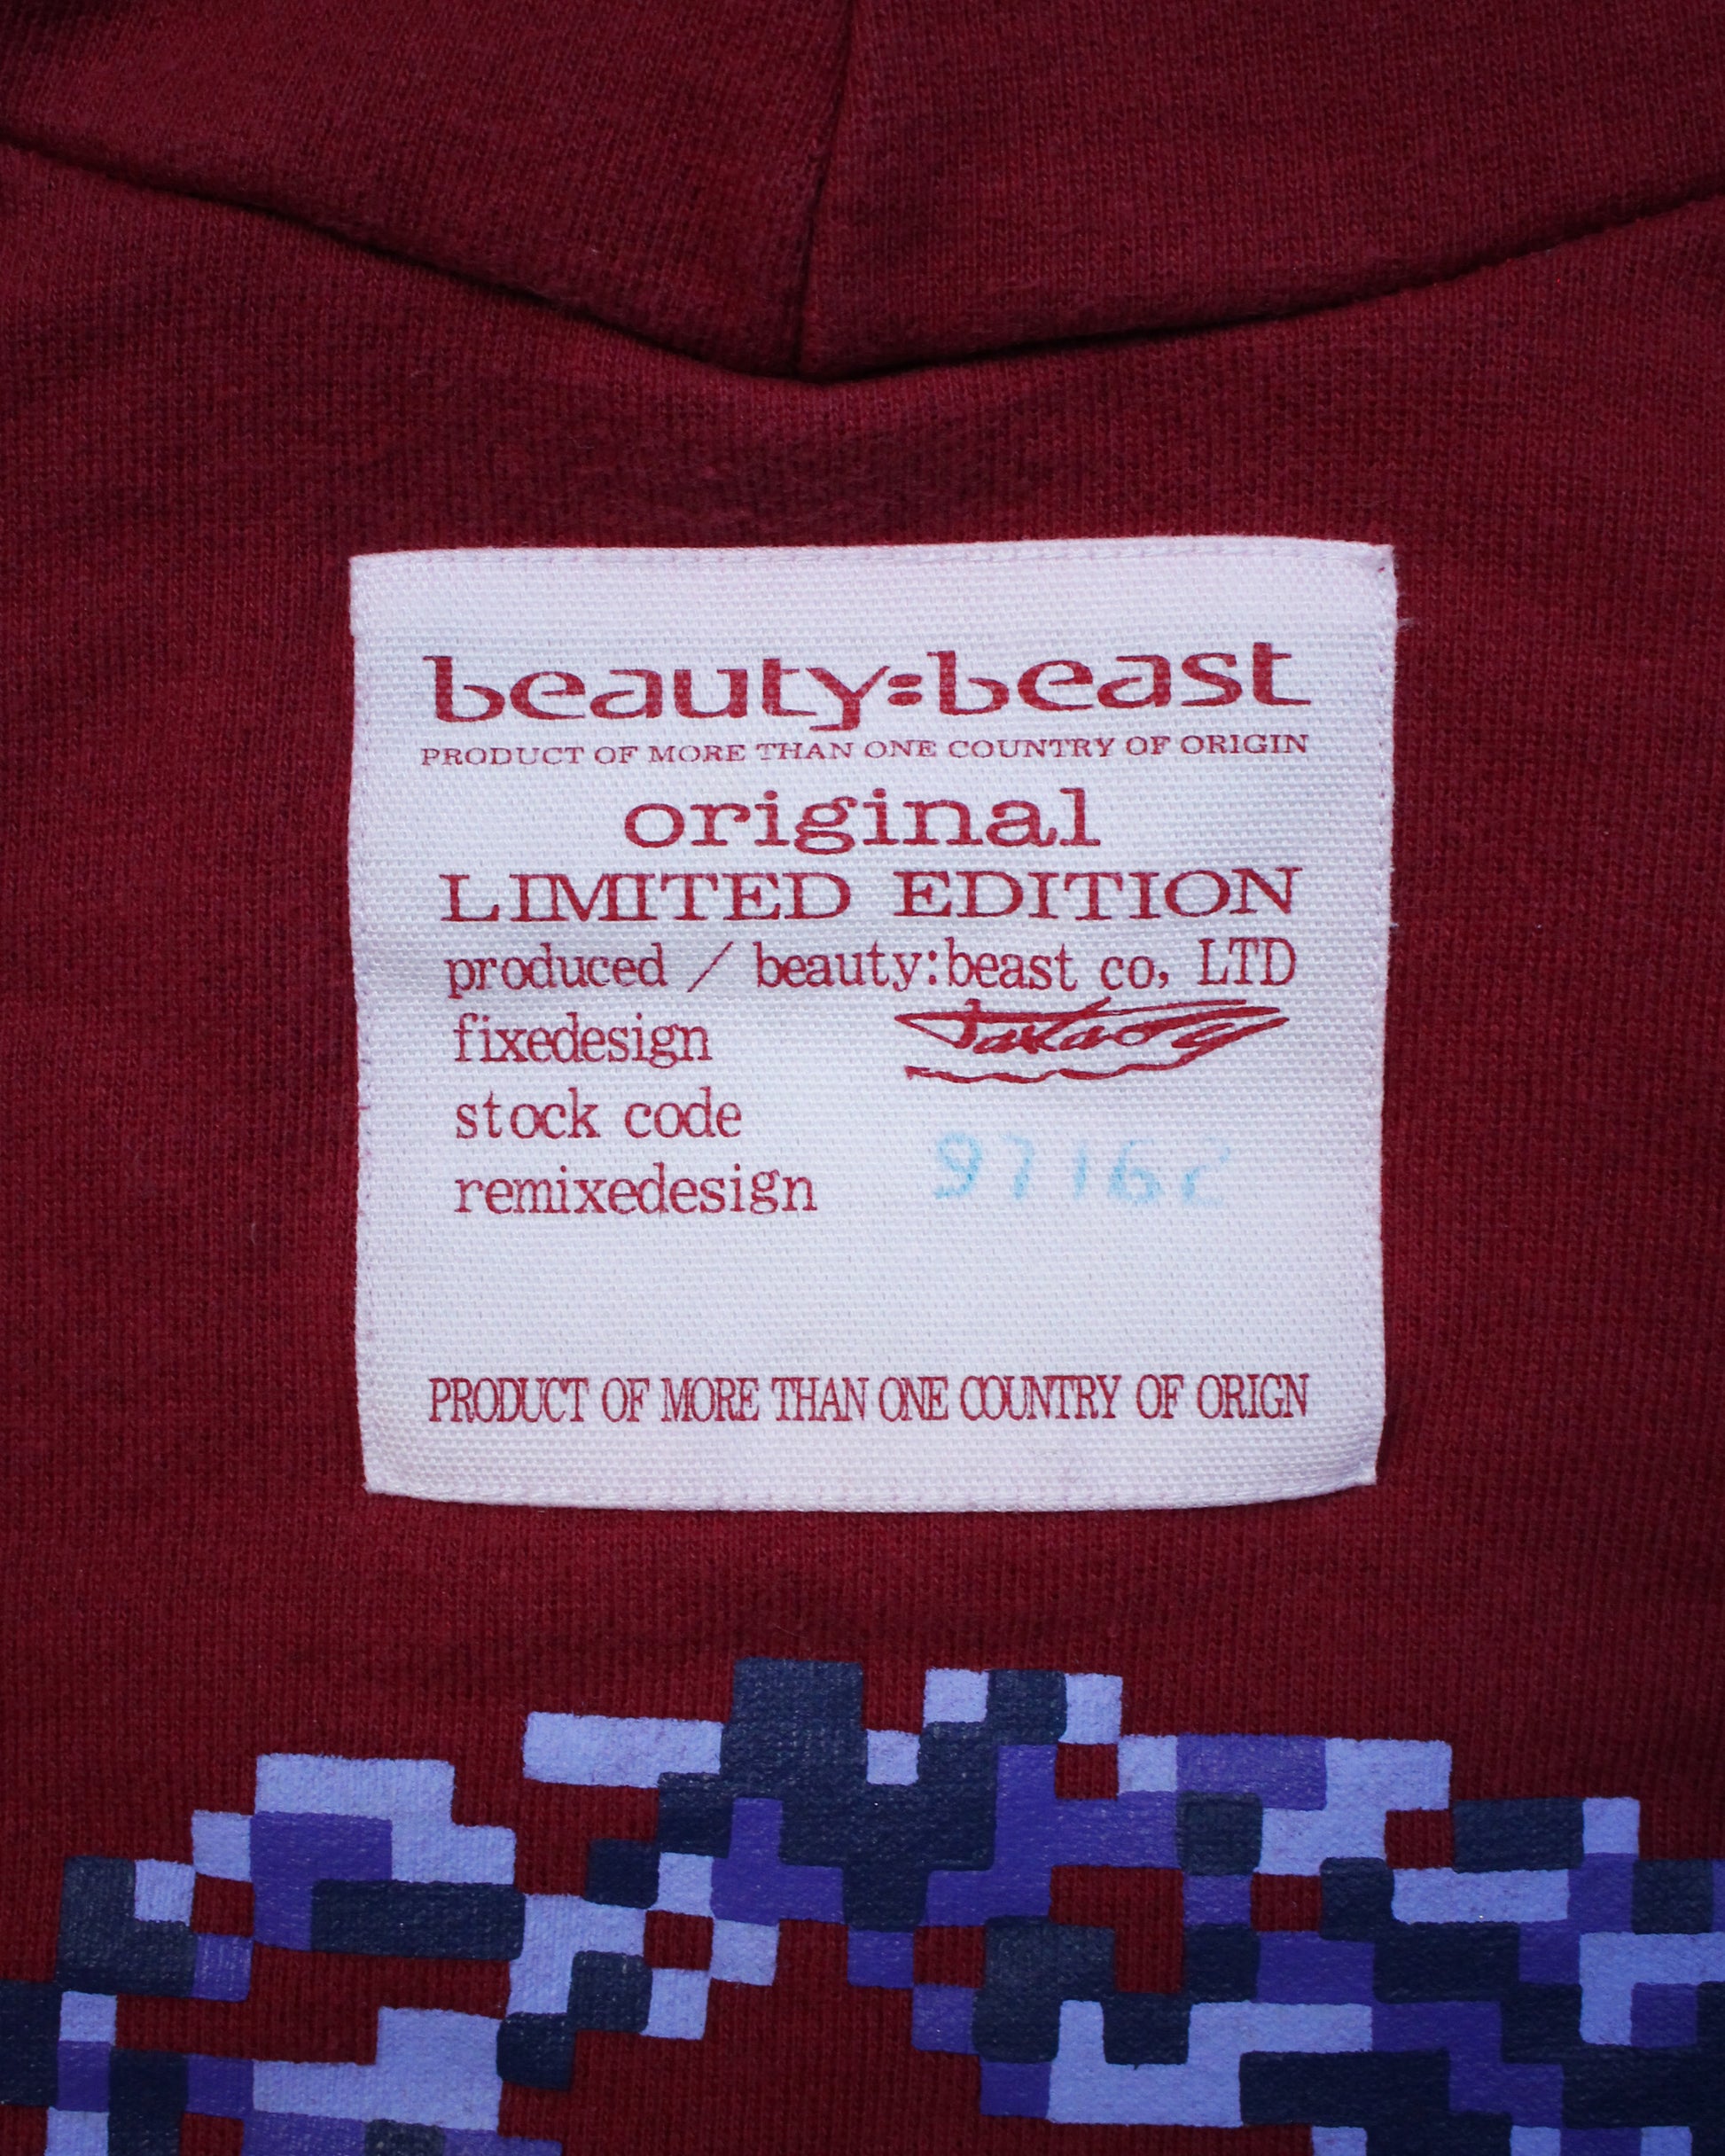 beauty:beast
PRODUCT OF MORE THAN ONE COUNTRY OF ORIGIN
original
LIMITED EDITION
produced / beauty:beast co, LTD
fixedesign
stock code
remixedesign
PRODUCT OF MORE THAN ONE COUNTRY OF ORIGN